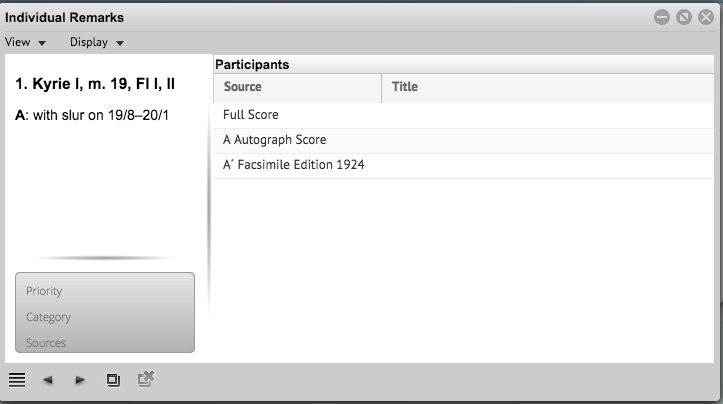 Individual Remarks
View Display
1. Kyrie I, m. 19, Fl I, II
A: with slur on 19/8–20/1
Priority
Category
Sources
Participants
Source Title
Full Score
A Autograph Score
A´ Facsimile Edition 1924